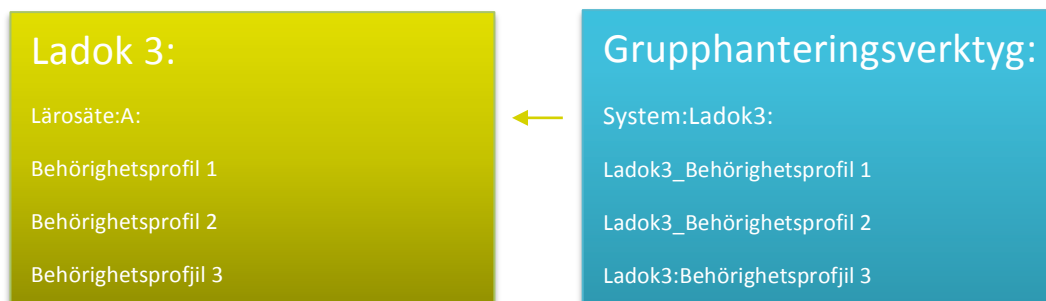 Ladok 3:
Lärosäte:A:
Behörighetsprofil 1
Behörighetsprofil 2
Behörighetsprofjil 3
Grupphanteringsverktyg:
System:Ladok3:
Ladok3_Behörighetsprofil 1
Ladok3_Behörighetsprofil 2
Ladok3:Behörighetsprofjil 3